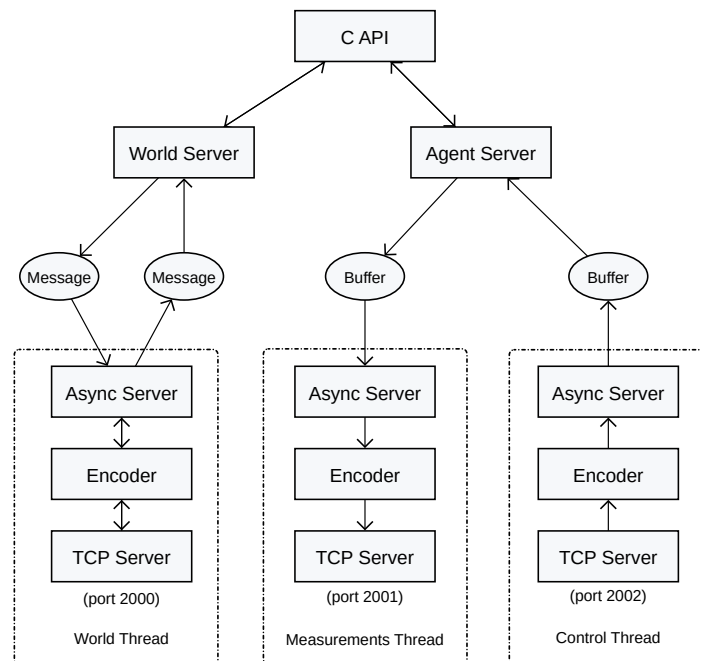 C API
World Server
Agent Server
Message
Message
Buffer
Buffer
Async Server
Async Server
Async Server
Encoder
Encoder
Encoder
TCP Server
TCP Server
TCP Server
(port 2000)
(port 2001)
(port 2002)
World Thread
Measurements Thread
Control Thread